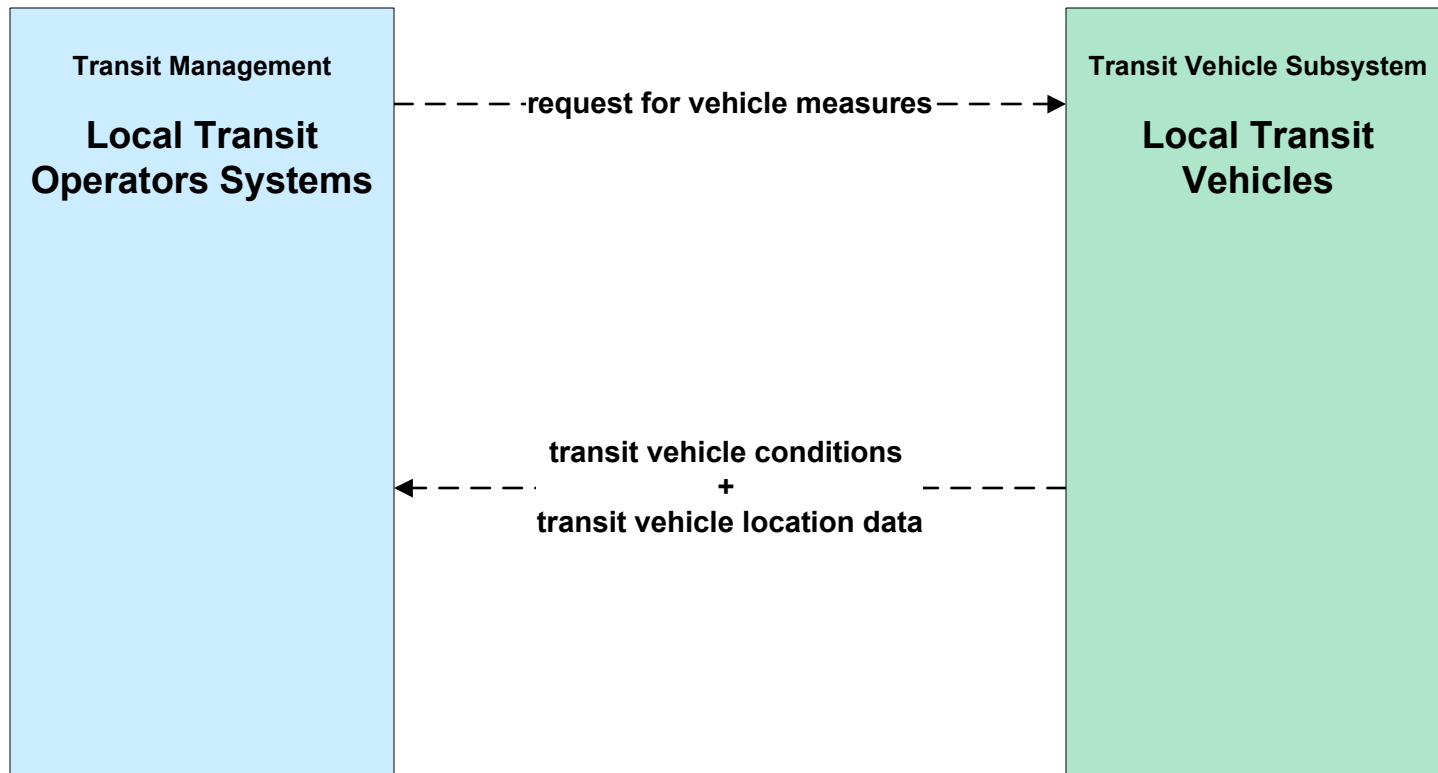 Transit Management
Local Transit
Operators Systems
request for vehicle measures
Transit Vehicle Subsystem
Local Transit
Vehicles
transit vehicle conditions
+
transit vehicle location data